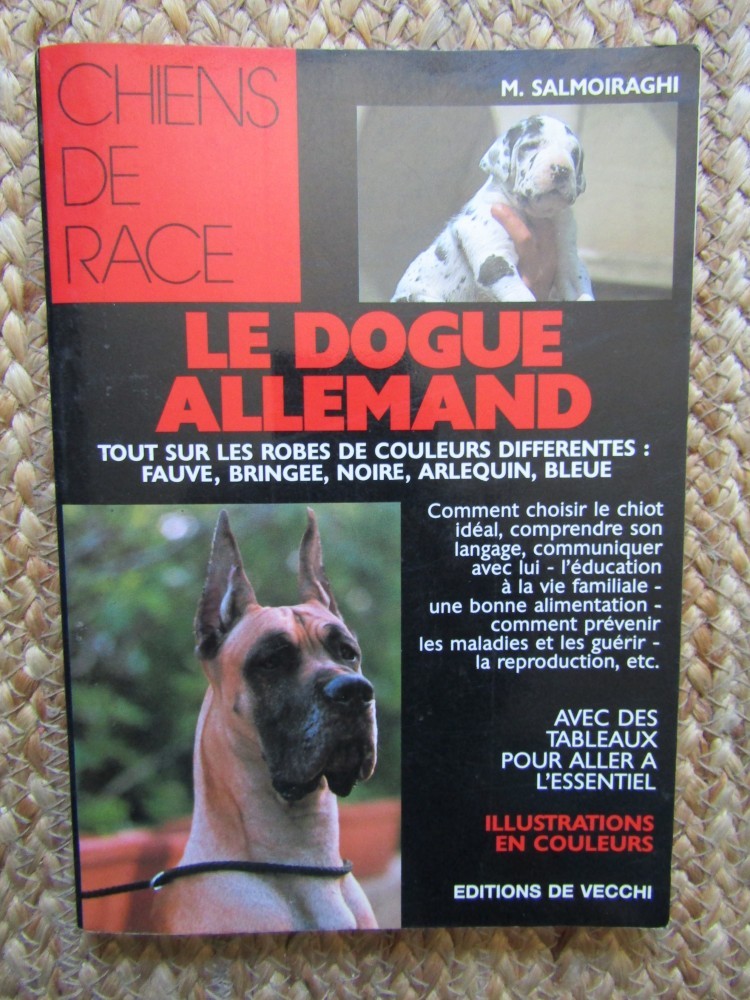 CHIENS
DE
RACE
M. SALMOIRAGHI
LE DOGUE
ALLEMAND
TOUT SUR LES ROBES DE COULEURS DIFFERENTES :
FAUVE, BRINGEE, NOIRE, ARLEQUIN, BLEUE
Comment choisir le chiot
idéal, comprendre son
langage, communiquer
avec lui - l'éducation
à la vie familiale -
une bonne alimentation -
comment prévenir
les maladies et les guérir -
la reproduction, etc.
AVEC DES
TABLEAUX
POUR ALLER A
L'ESSENTIEL
ILLUSTRATIONS
EN COULEURS
EDITIONS DE VECCHI